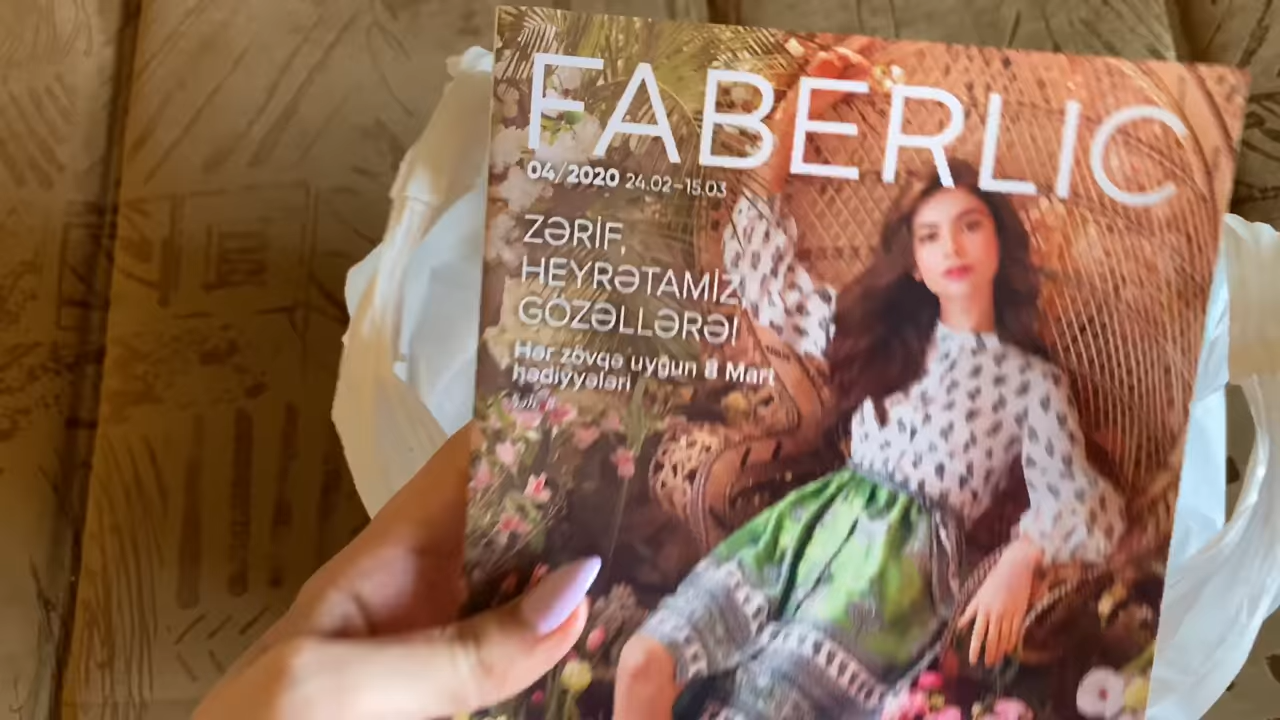 FABERLIC
04/2020 24.02–15.03
ZƏRİF,
HEYRƏTAMİZ
GÖZƏLLƏRƏ!
Hər zövqə uyğun 8 Mart
hədiyyələri